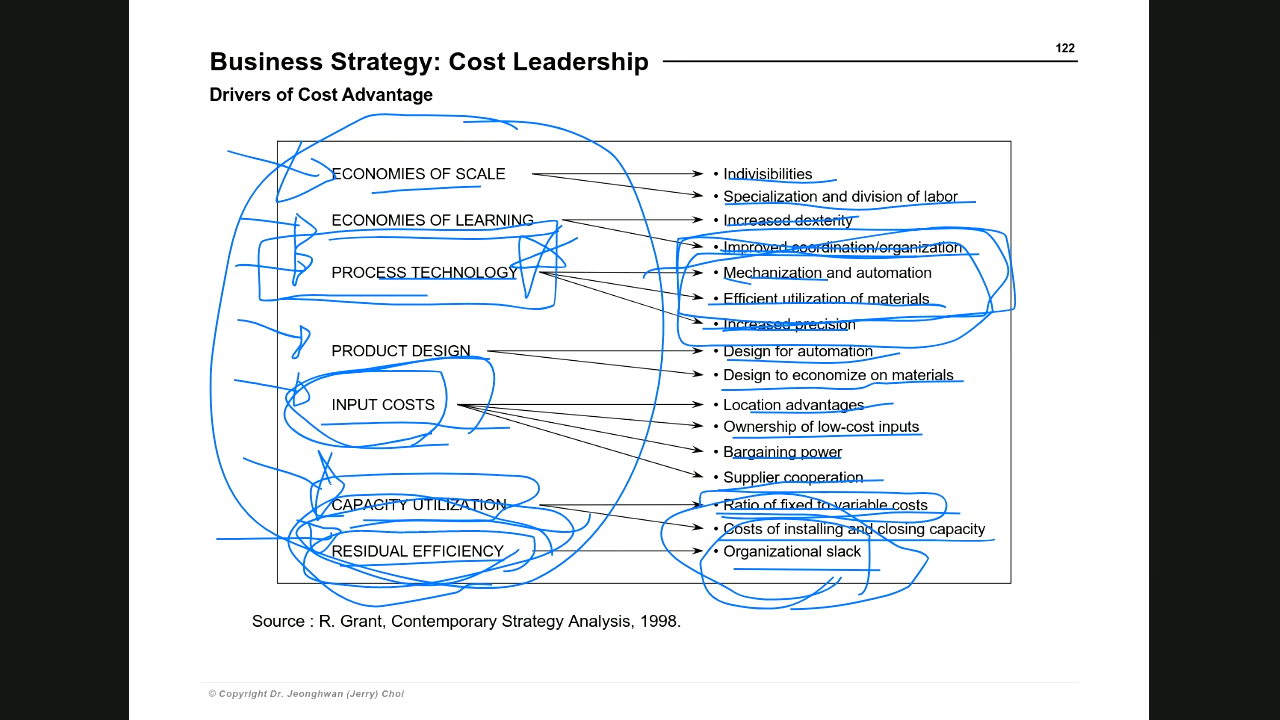 122
Business Strategy: Cost Leadership
Drivers of Cost Advantage
ECONOMIES OF SCALE
• Indivisibilities
• Specialization and division of labor
ECONOMIES OF LEARNING
• Increased dexterity
• Improved coordination/organization
PROCESS TECHNOLOGY
• Mechanization and automation
• Efficient utilization of materials
• Increased precision
PRODUCT DESIGN
• Design for automation
• Design to economize on materials
INPUT COSTS
• Location advantages
• Ownership of low-cost inputs
• Bargaining power
• Supplier cooperation
CAPACITY UTILIZATION
• Ratio of fixed to variable costs
• Costs of installing and closing capacity
RESIDUAL EFFICIENCY
• Organizational slack
Source : R. Grant, Contemporary Strategy Analysis, 1998.
© Copyright Dr. Jeonghwan (Jerry) Choi